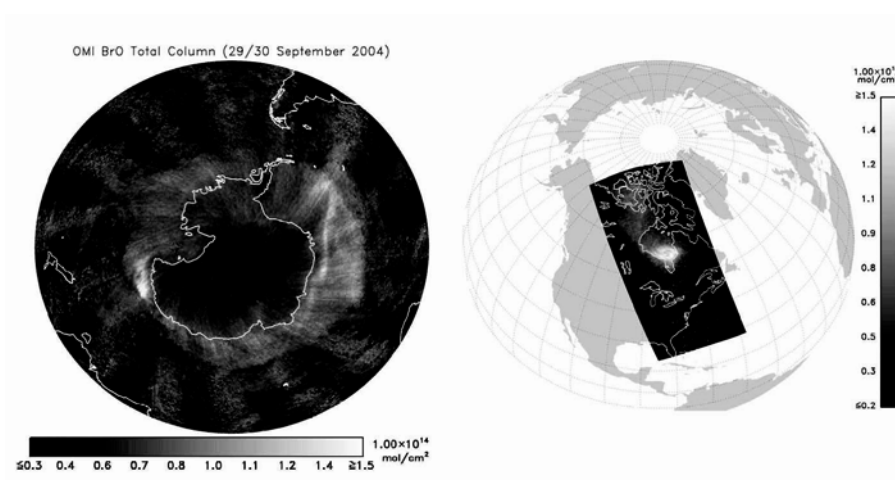 OMI BrO Total Column (29/30 September 2004)
≤0.3 0.4 0.6 0.7 0.8 1.0 1.1 1.2 1.4 ≥1.5
1.00×10¹⁴
mol/cm²
mol/cm
≥1.5
1.4
1.2
1.1
0.9
0.8
0.6
0.5
0.3
≤0.2